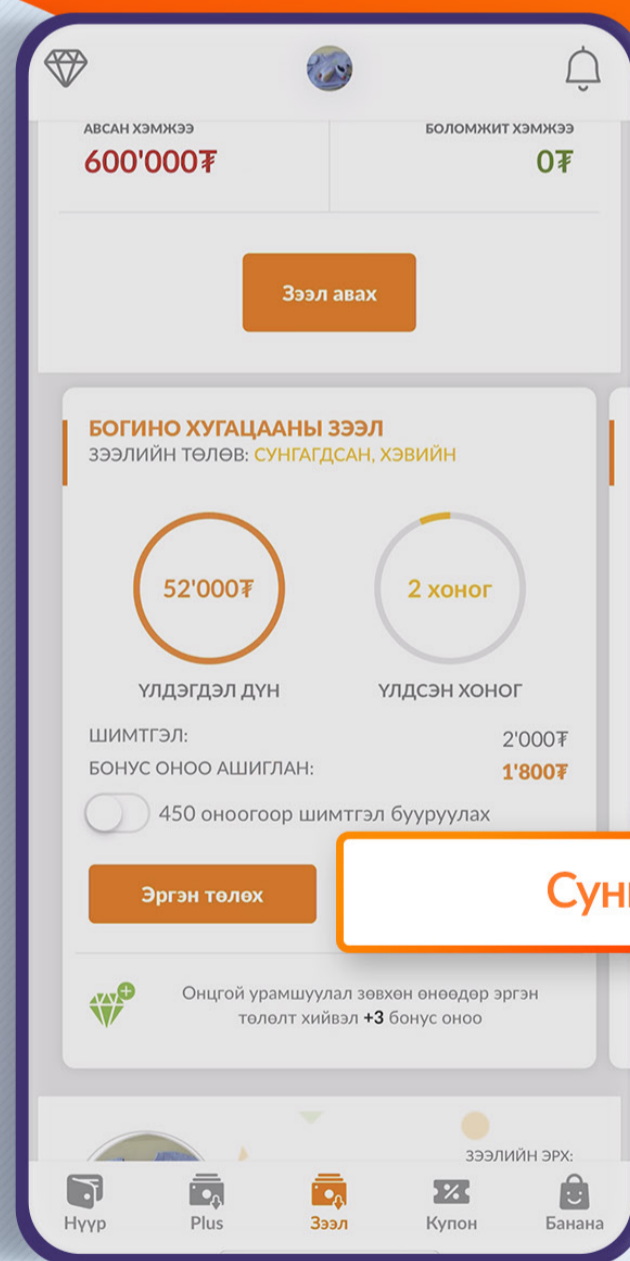 АВСАН ХЭМЖЭЭ
БОЛОМЖИТ ХЭМЖЭЭ
600'000₮
0₮
Зээл авах
БОГИНО ХУГАЦААНЫ ЗЭЭЛ
ЗЭЭЛИЙН ТӨЛӨВ: СУНГАГДСАН, ХЭВИЙН
52'000₮
2 хоног
ҮЛДЭГДЭЛ ДҮН
ҮЛДСЭН ХОНОГ
ШИМТГЭЛ:
2'000₮
БОНУС ОНОО АШИГЛАН:
1'800₮
450 оноогоор шимтгэл бууруулах
Эргэн төлөх
Онцгой урамшуулал зөвхөн өнөөдөр эргэн
төлөлт хийвэл +3 бонус оноо
ЗЭЭЛИЙН ЭРХ:
Нүүр
Plus
Зээл
Купон
Банана